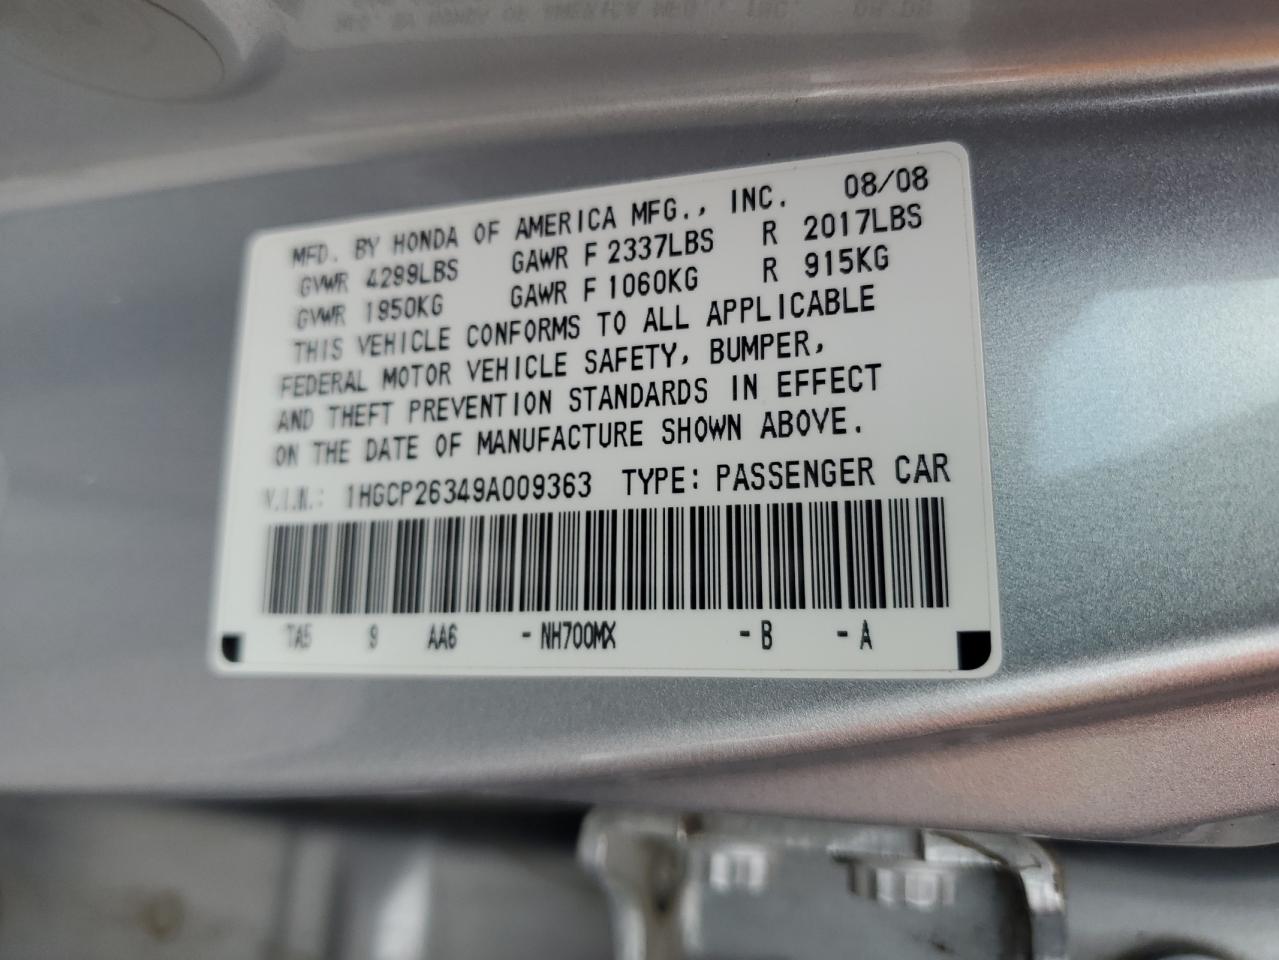 MFD. BY HONDA OF AMERICA MFG., INC. 08/08
GVWR 4299LBS GAWR F 2337LBS R 2017LBS
GVWR 1950KG GAWR F 1060KG R 915KG
THIS VEHICLE CONFORMS TO ALL APPLICABLE
FEDERAL MOTOR VEHICLE SAFETY, BUMPER,
AND THEFT PREVENTION STANDARDS IN EFFECT
ON THE DATE OF MANUFACTURE SHOWN ABOVE.
V.I.N.: 1HGCP26349A009363 TYPE: PASSENGER CAR
TA5 9 AA6 -NH700MX -B -A